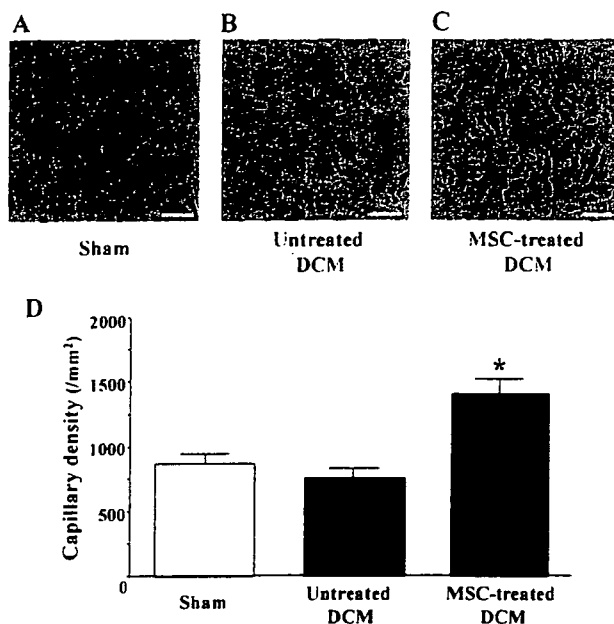 A
B
C
Sham
Untreated
DCM
MSC-treated
DCM
D
Capillary density (/mm²)
2000
1500
1000
500
0
*
Sham
Untreated
DCM
MSC-treated
DCM